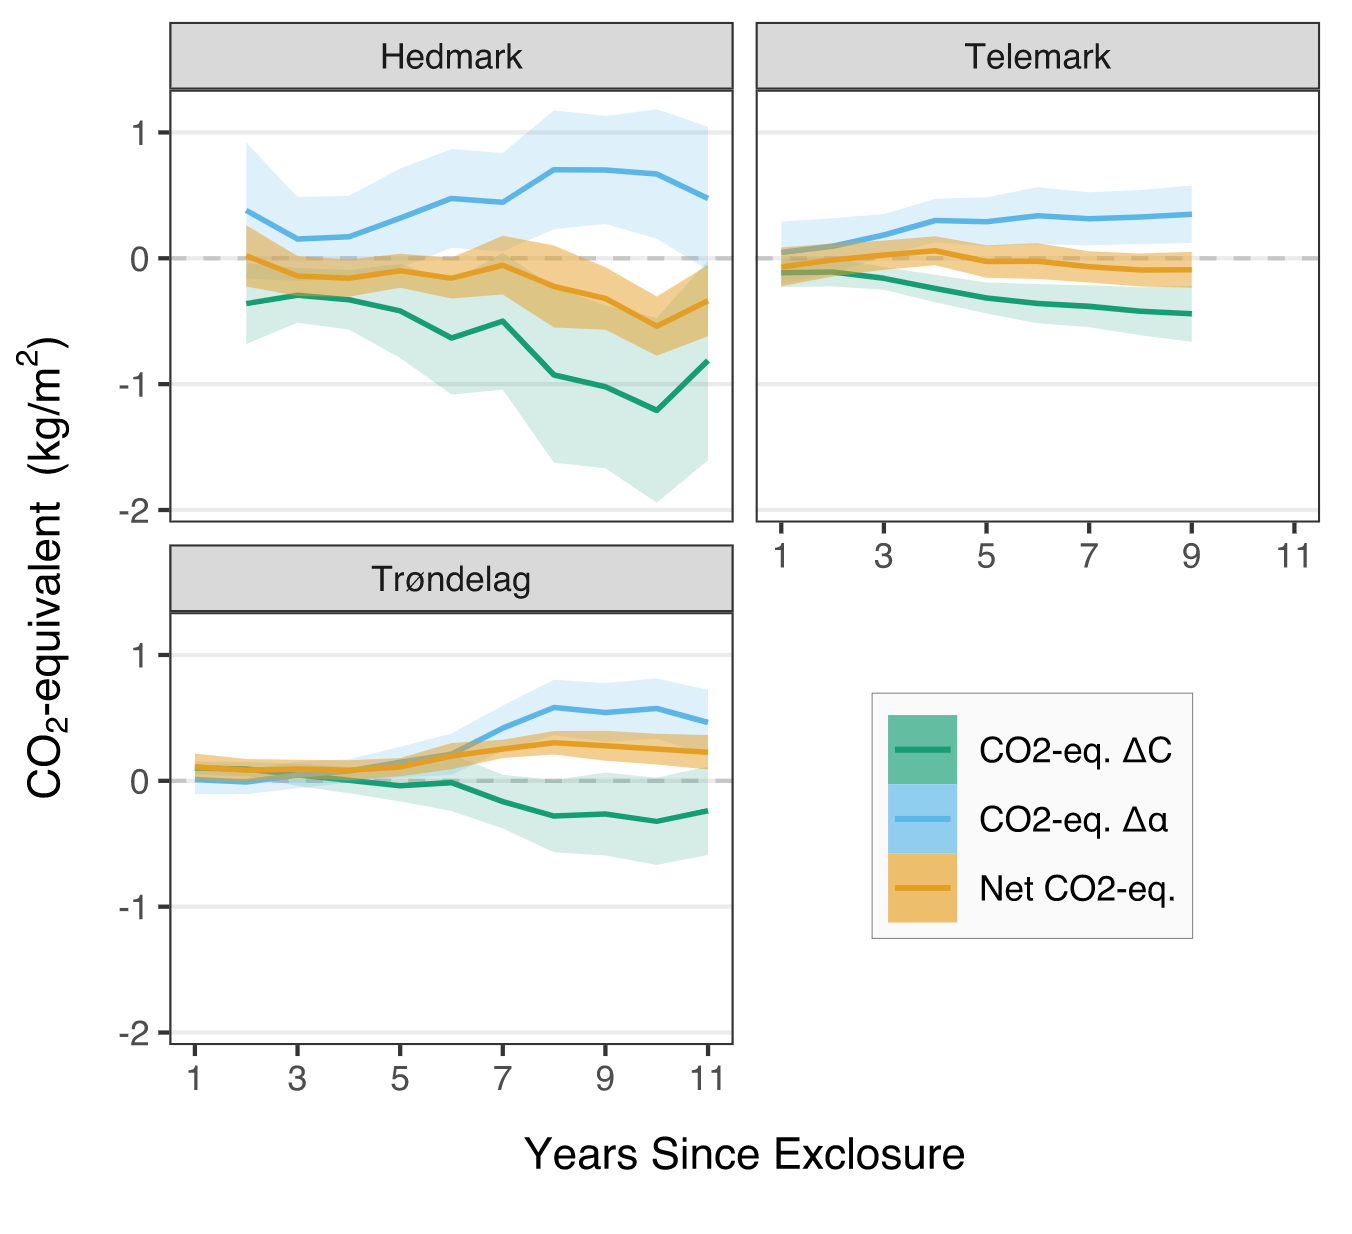 Hedmark
Telemark
1
0
-1
-2
1
3
5
7
9
11
Trøndelag
1
0
-1
-2
1
3
5
7
9
11
CO₂-equivalent (kg/m²)
Years Since Exclosure
CO2-eq. ΔC
CO2-eq. Δα
Net CO2-eq.